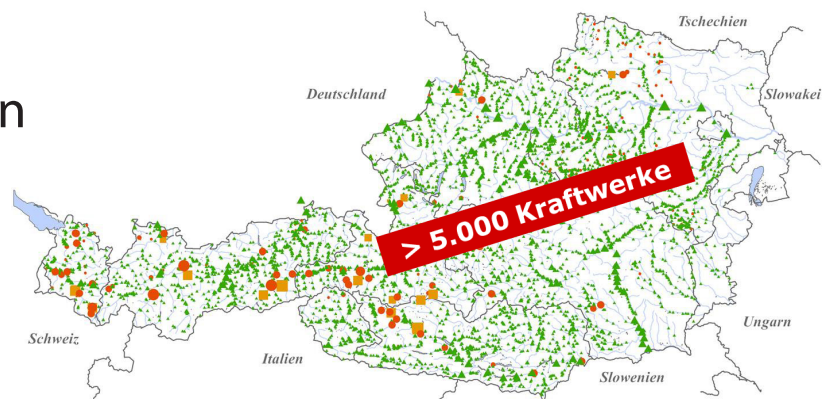 Tschechien
Deutschland
Slowakei
n
> 5.000 Kraftwerke
Schweiz
Italien
Slowenien
Ungarn